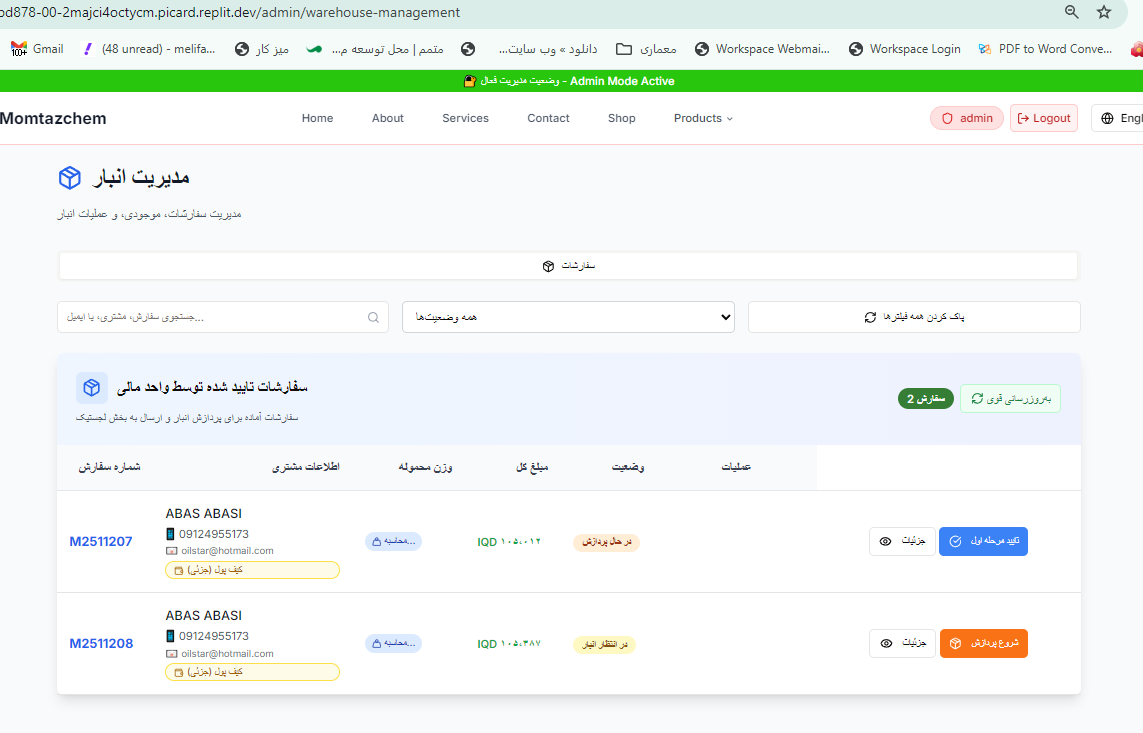 od878-00-2majci4octycm.picard.replit.dev/admin/warehouse-management
Gmail
(48 unread) - melifa...
میز کار
متمم | محل توسعه م...
دانلود » وب سایت...
معماری
Workspace Webmai...
Workspace Login
PDF to Word Conve...
وضعیت مدیریت فعال - Admin Mode Active
Momtazchem
Home
About
Services
Contact
Shop
Products
admin
Logout
Engl
مدیریت انبار
مدیریت سفارشات، موجودی، و عملیات انبار
سفارشات
جستجوی سفارش، مشتری، یا ایمیل...
همه وضعیت‌ها
پاک کردن همه فیلترها
سفارشات تایید شده توسط واحد مالی
سفارشات آماده برای پردازش انبار و ارسال به بخش لجستیک
2 سفارش
به‌روزرسانی قوی
شماره سفارش
اطلاعات مشتری
وزن محموله
مبلغ کل
وضعیت
عملیات
M2511207
ABAS ABASI
09124955173
oilstar@hotmail.com
کیف پول (جزئی)
محاسبه...
IQD ۱۰۵٬۰۱۲
در حال پردازش
جزئیات
تایید مرحله اول
M2511208
ABAS ABASI
09124955173
oilstar@hotmail.com
کیف پول (جزئی)
محاسبه...
IQD ۱۰۵٬۳۸۷
در انتظار انبار
جزئیات
شروع پردازش